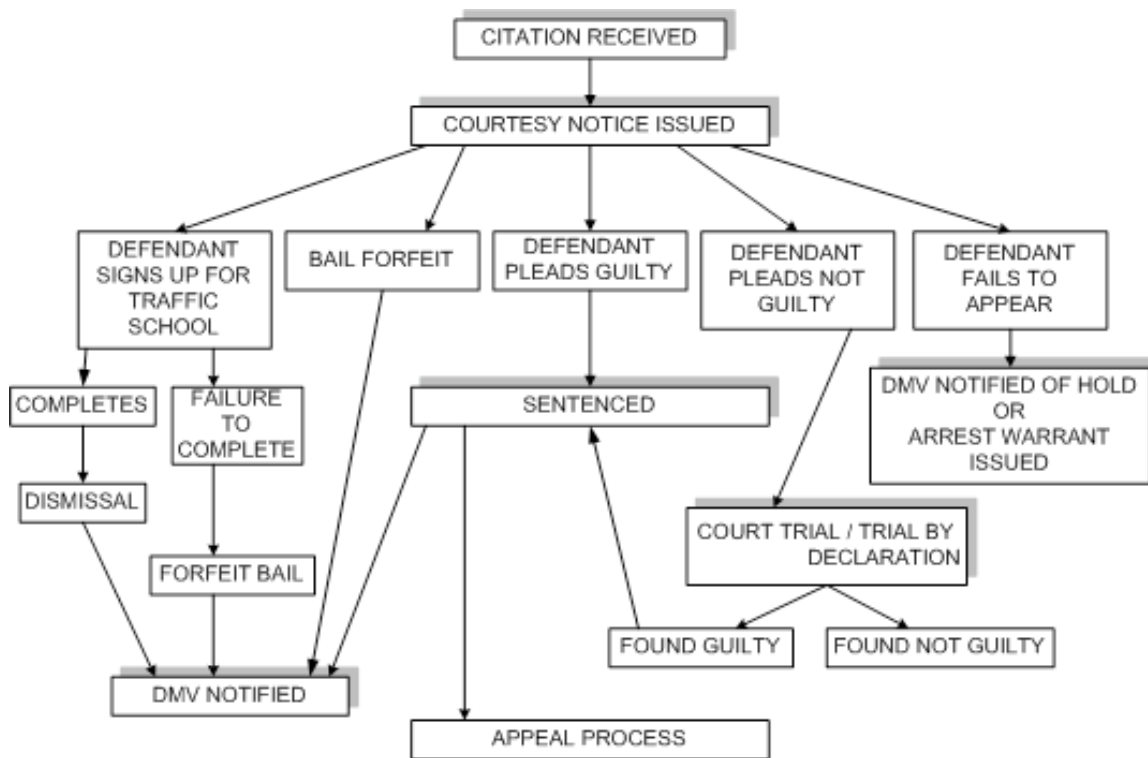 CITATION RECEIVED
COURTESY NOTICE ISSUED
DEFENDANT
SIGNS UP FOR
TRAFFIC
SCHOOL
BAIL FORFEIT
DEFENDANT
PLEADS GUILTY
DEFENDANT
PLEADS NOT
GUILTY
DEFENDANT
FAILS TO
APPEAR
COMPLETES
FAILURE
TO
COMPLETE
SENTENCED
DMV NOTIFIED OF HOLD
OR
ARREST WARRANT
ISSUED
DISMISSAL
COURT TRIAL / TRIAL BY
DECLARATION
FORFEIT BAIL
FOUND GUILTY
FOUND NOT GUILTY
DMV NOTIFIED
APPEAL PROCESS